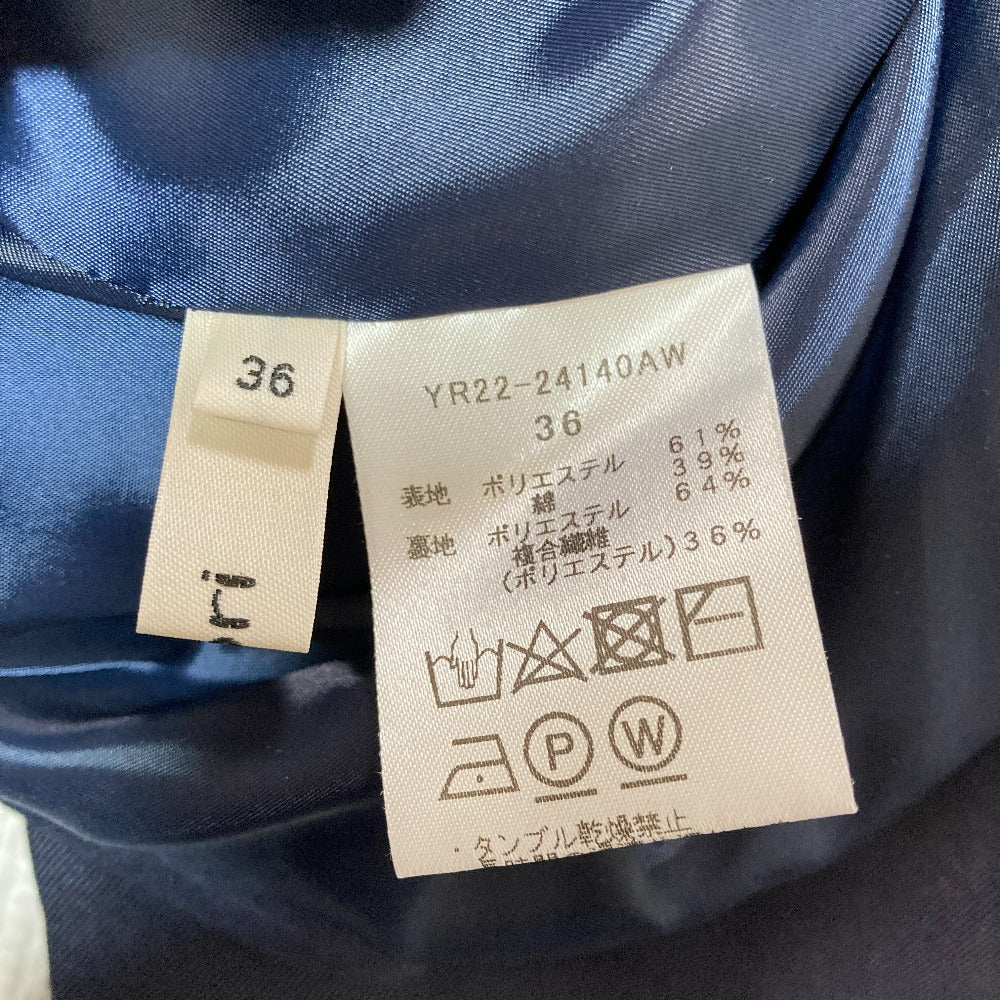 36
ori
YR22-24140AW
36
表地 ポリエステル 61%
綿 39%
裏地 ポリエステル 64%
複合繊維
(ポリエステル)36%
P W
・タンブル乾燥禁止